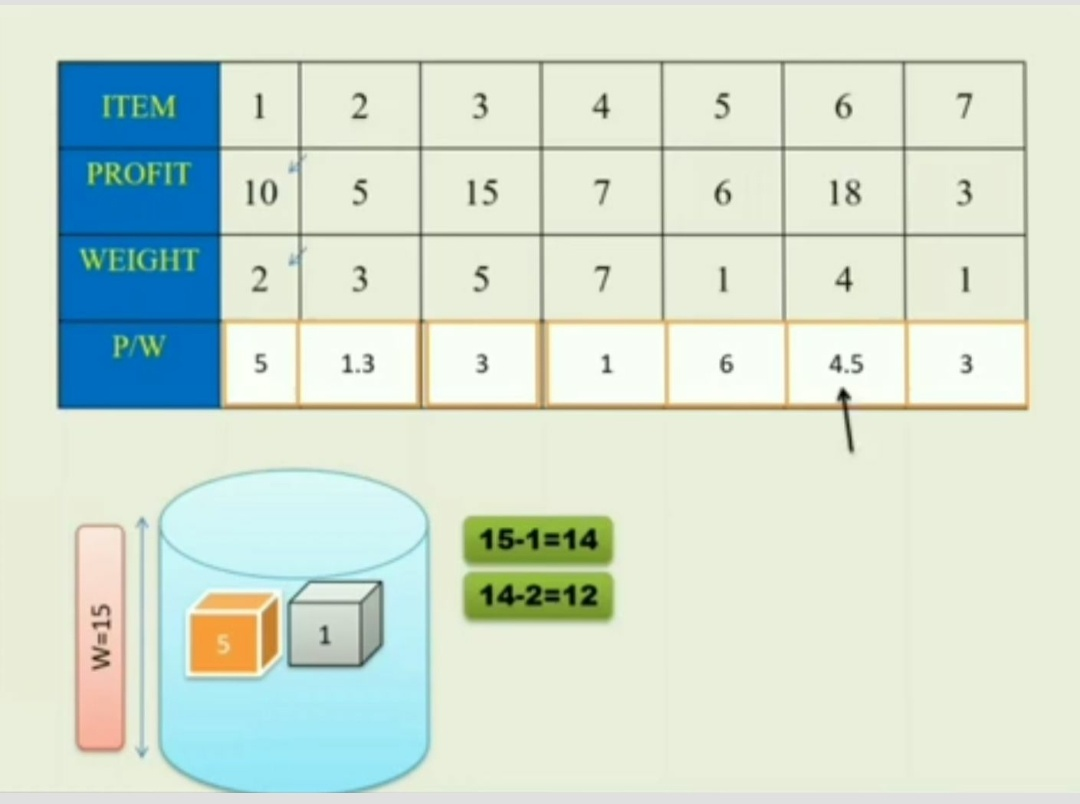 ITEM 1 2 3 4 5 6 7
PROFIT 10 5 15 7 6 18 3
WEIGHT 2 3 5 7 1 4 1
P/W 5 1.3 3 1 6 4.5 3
W=15
5 1
15-1=14
14-2=12